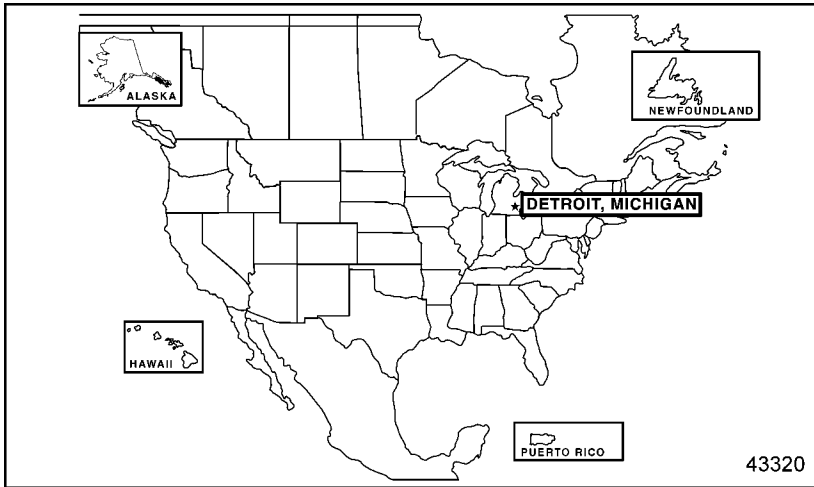 ALASKA
NEWFOUNDLAND
DETROIT, MICHIGAN
HAWAII
PUERTO RICO
43320